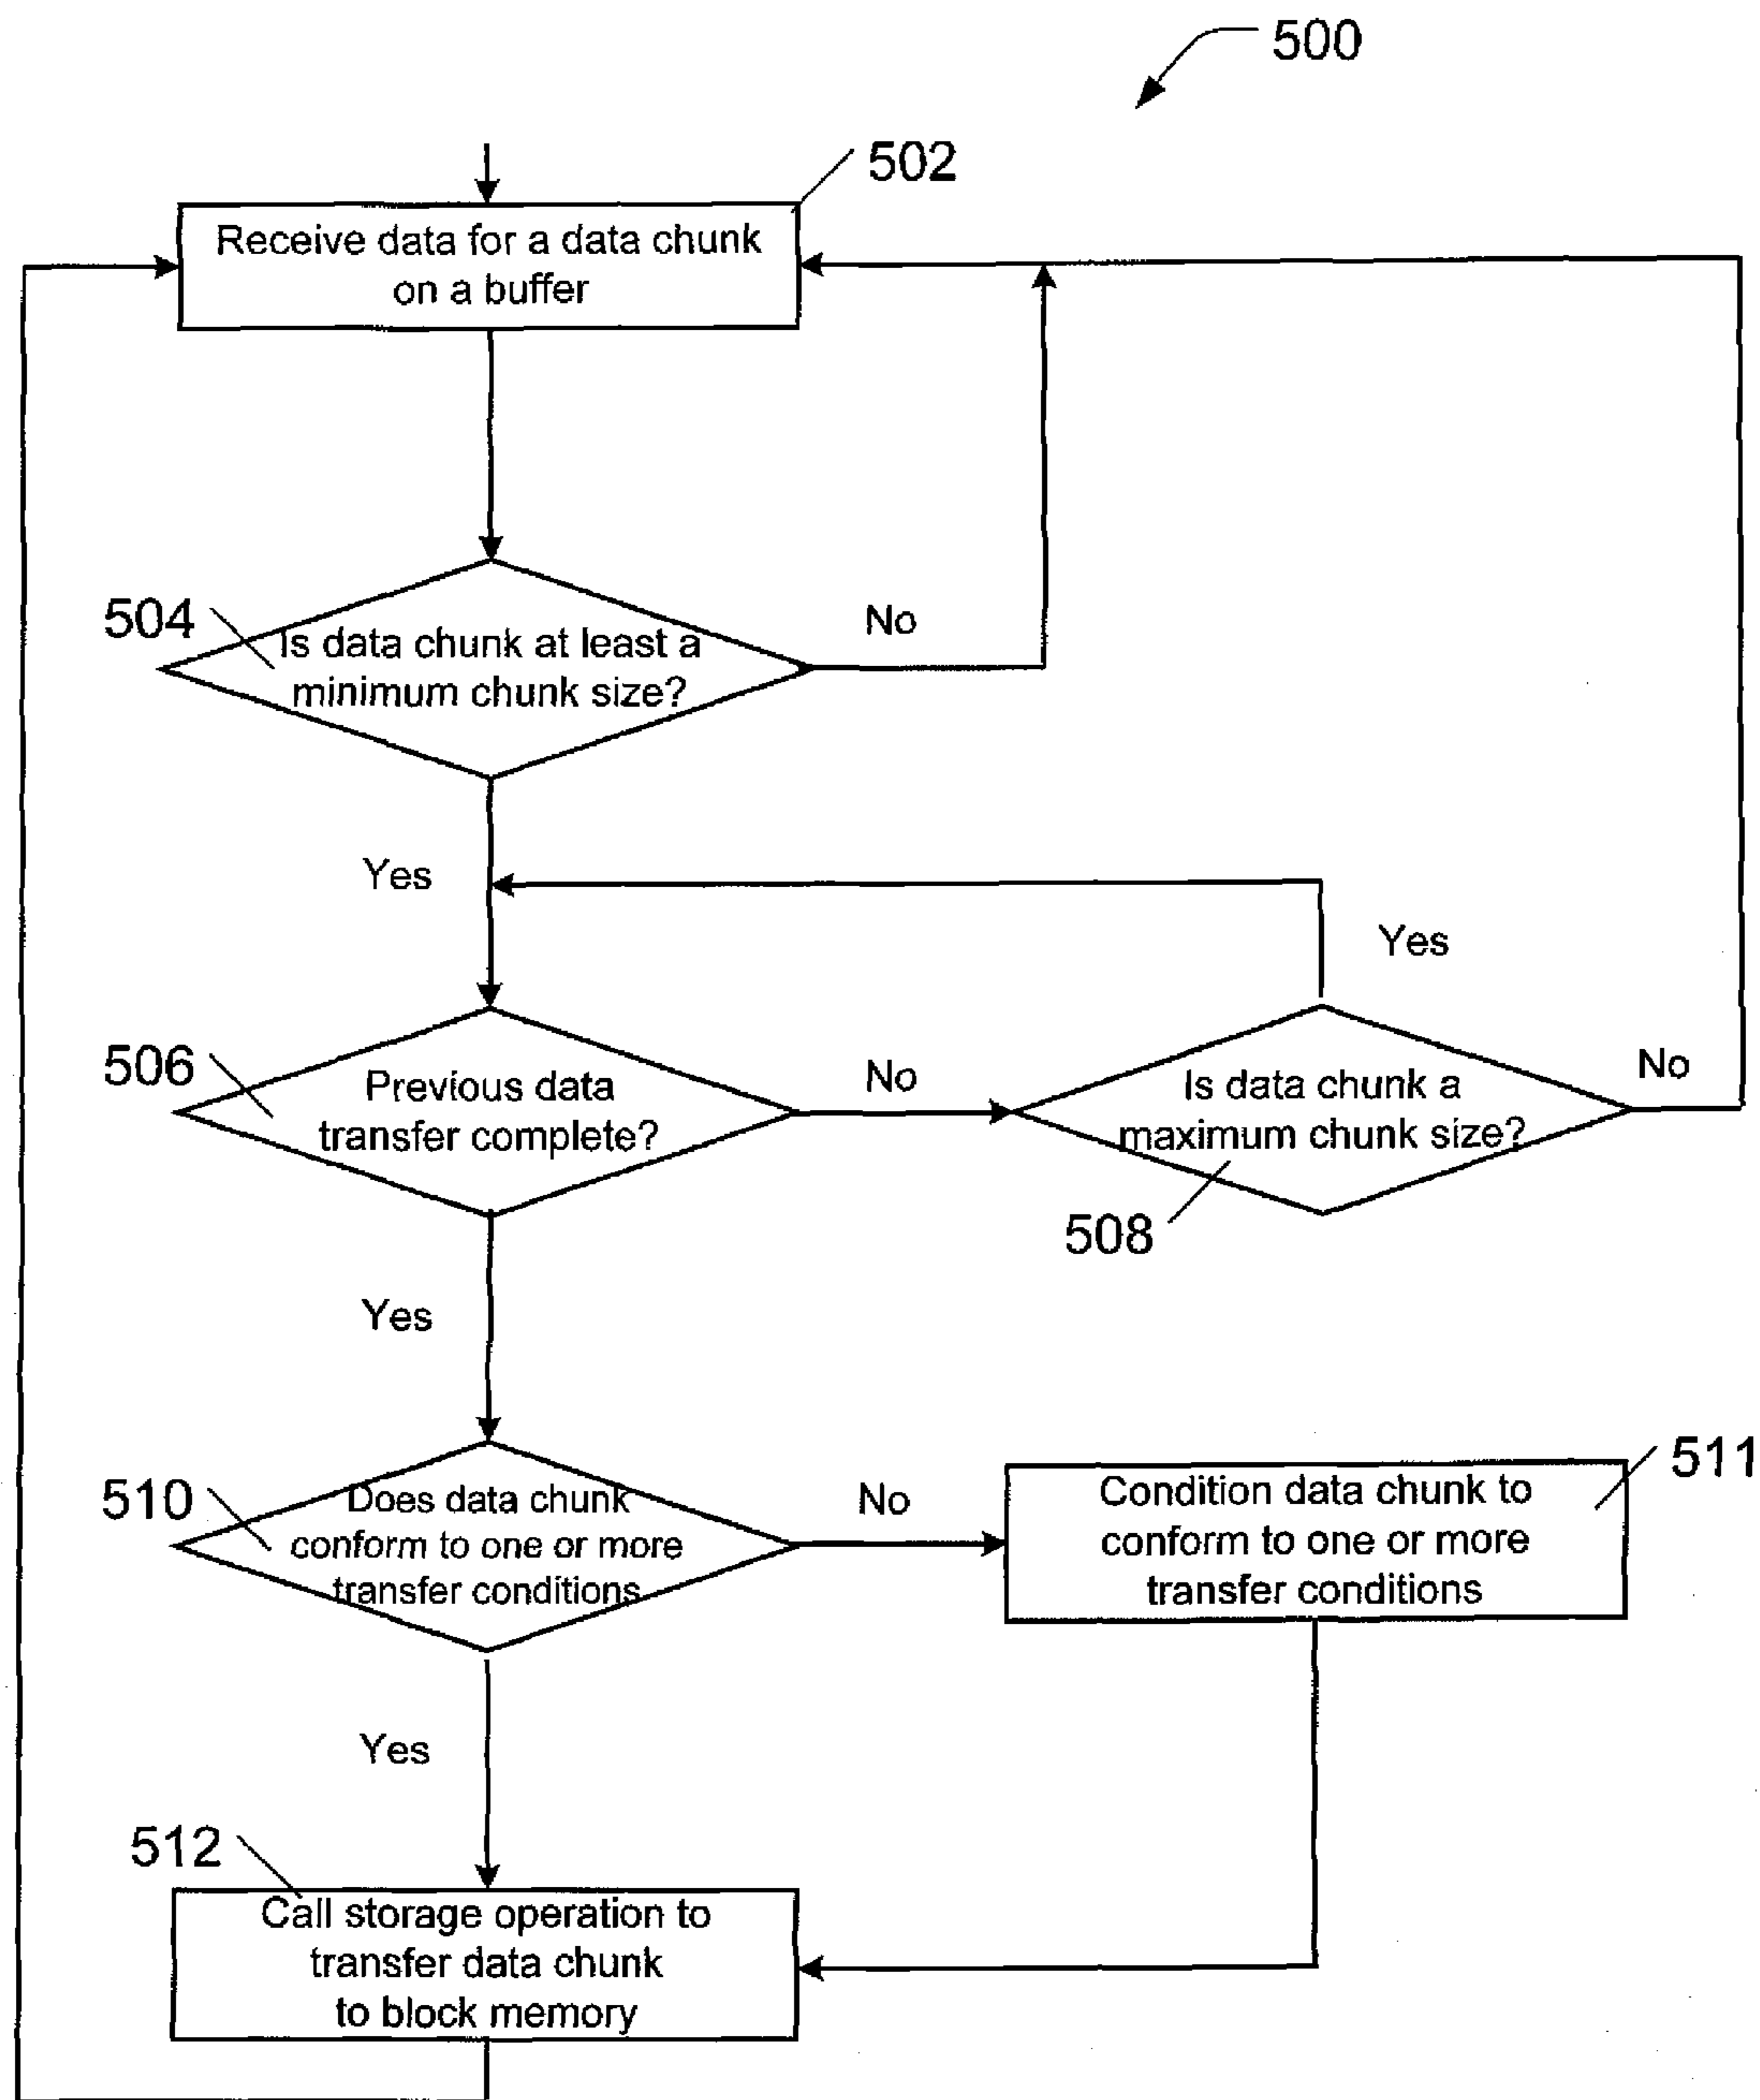 500
502
Receive data for a data chunk
on a buffer
504
Is data chunk at least a
minimum chunk size?
No
Yes
Yes
506
Previous data
transfer complete?
No
Is data chunk a
maximum chunk size?
No
508
Yes
510
Does data chunk
conform to one or more
transfer conditions
No
Condition data chunk to
conform to one or more
transfer conditions
511
Yes
512
Call storage operation to
transfer data chunk
to block memory